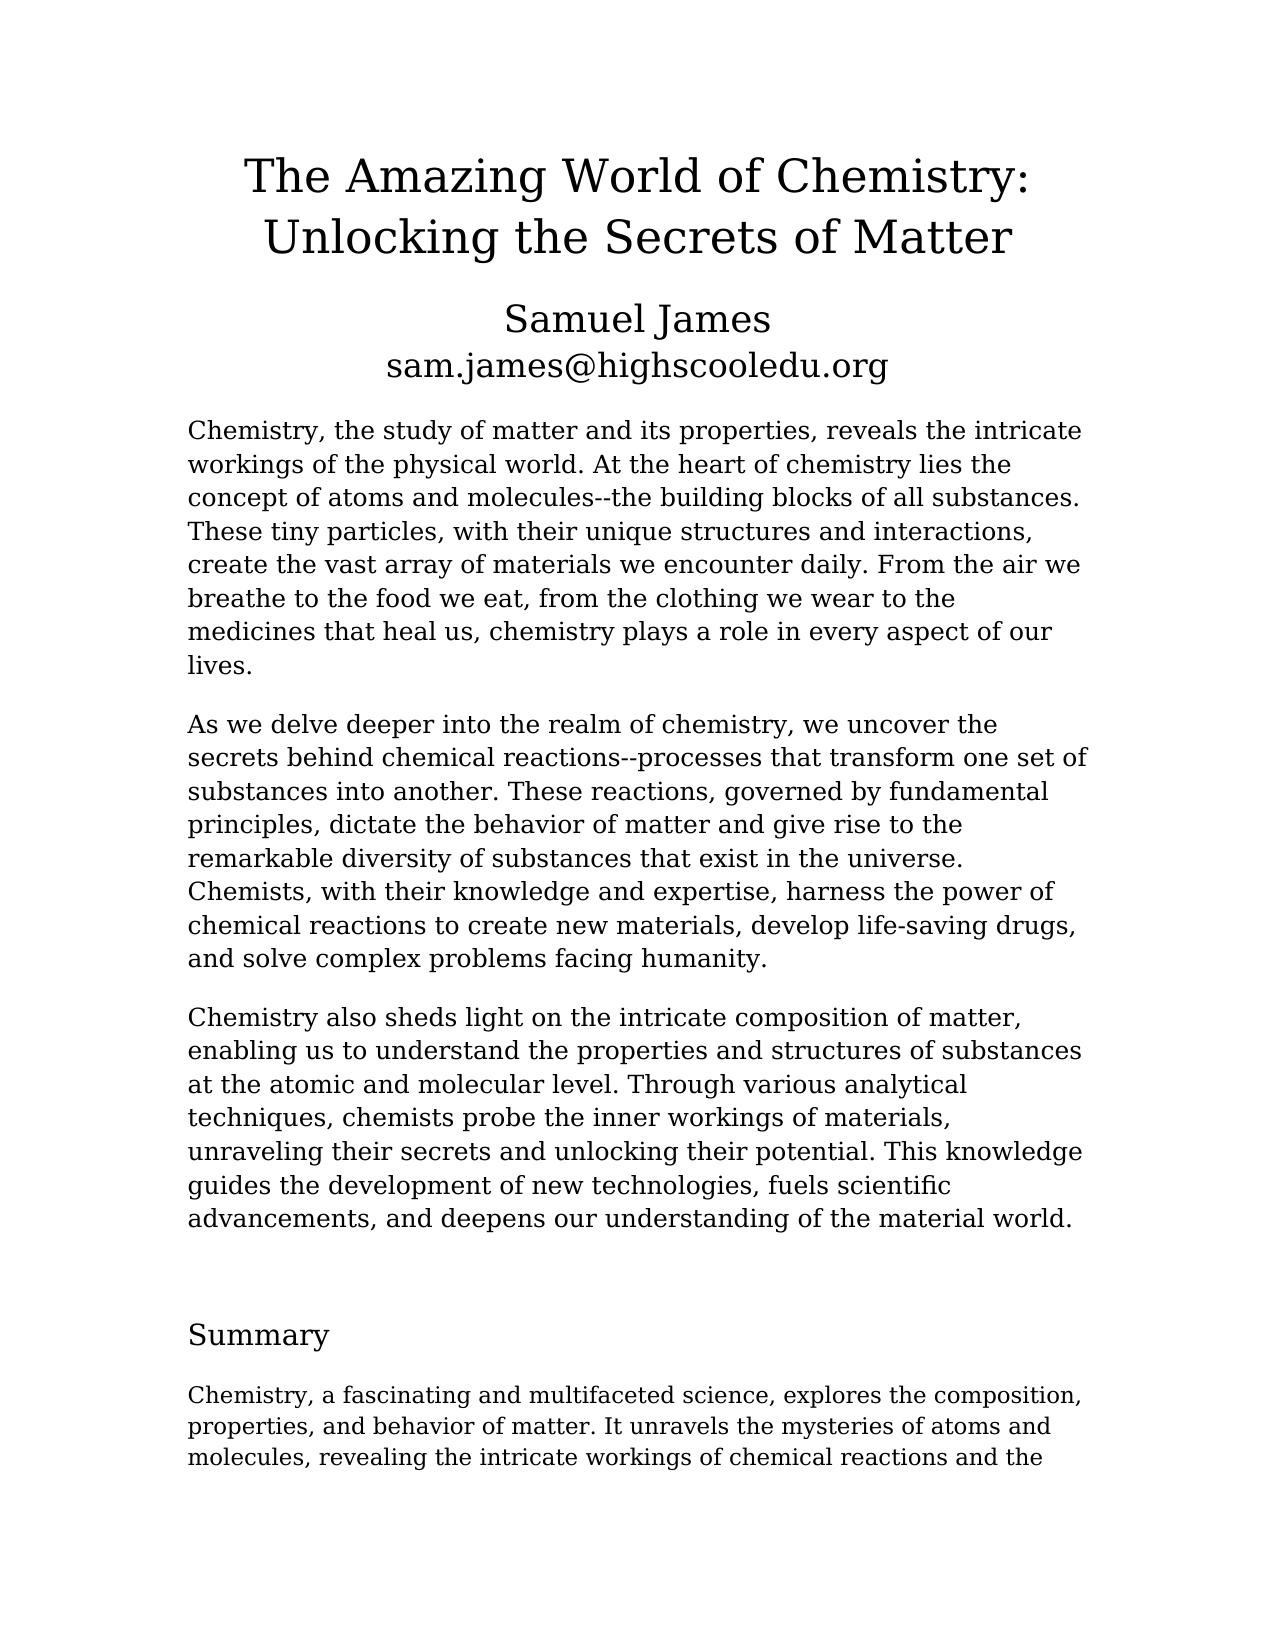 The Amazing World of Chemistry:
Unlocking the Secrets of Matter
Samuel James
sam.james@highscooledu.org
Chemistry, the study of matter and its properties, reveals the intricate
workings of the physical world. At the heart of chemistry lies the
concept of atoms and molecules--the building blocks of all substances.
These tiny particles, with their unique structures and interactions,
create the vast array of materials we encounter daily. From the air we
breathe to the food we eat, from the clothing we wear to the
medicines that heal us, chemistry plays a role in every aspect of our
lives.
As we delve deeper into the realm of chemistry, we uncover the
secrets behind chemical reactions--processes that transform one set of
substances into another. These reactions, governed by fundamental
principles, dictate the behavior of matter and give rise to the
remarkable diversity of substances that exist in the universe.
Chemists, with their knowledge and expertise, harness the power of
chemical reactions to create new materials, develop life-saving drugs,
and solve complex problems facing humanity.
Chemistry also sheds light on the intricate composition of matter,
enabling us to understand the properties and structures of substances
at the atomic and molecular level. Through various analytical
techniques, chemists probe the inner workings of materials,
unraveling their secrets and unlocking their potential. This knowledge
guides the development of new technologies, fuels scientific
advancements, and deepens our understanding of the material world.
Summary
Chemistry, a fascinating and multifaceted science, explores the composition,
properties, and behavior of matter. It unravels the mysteries of atoms and
molecules, revealing the intricate workings of chemical reactions and the